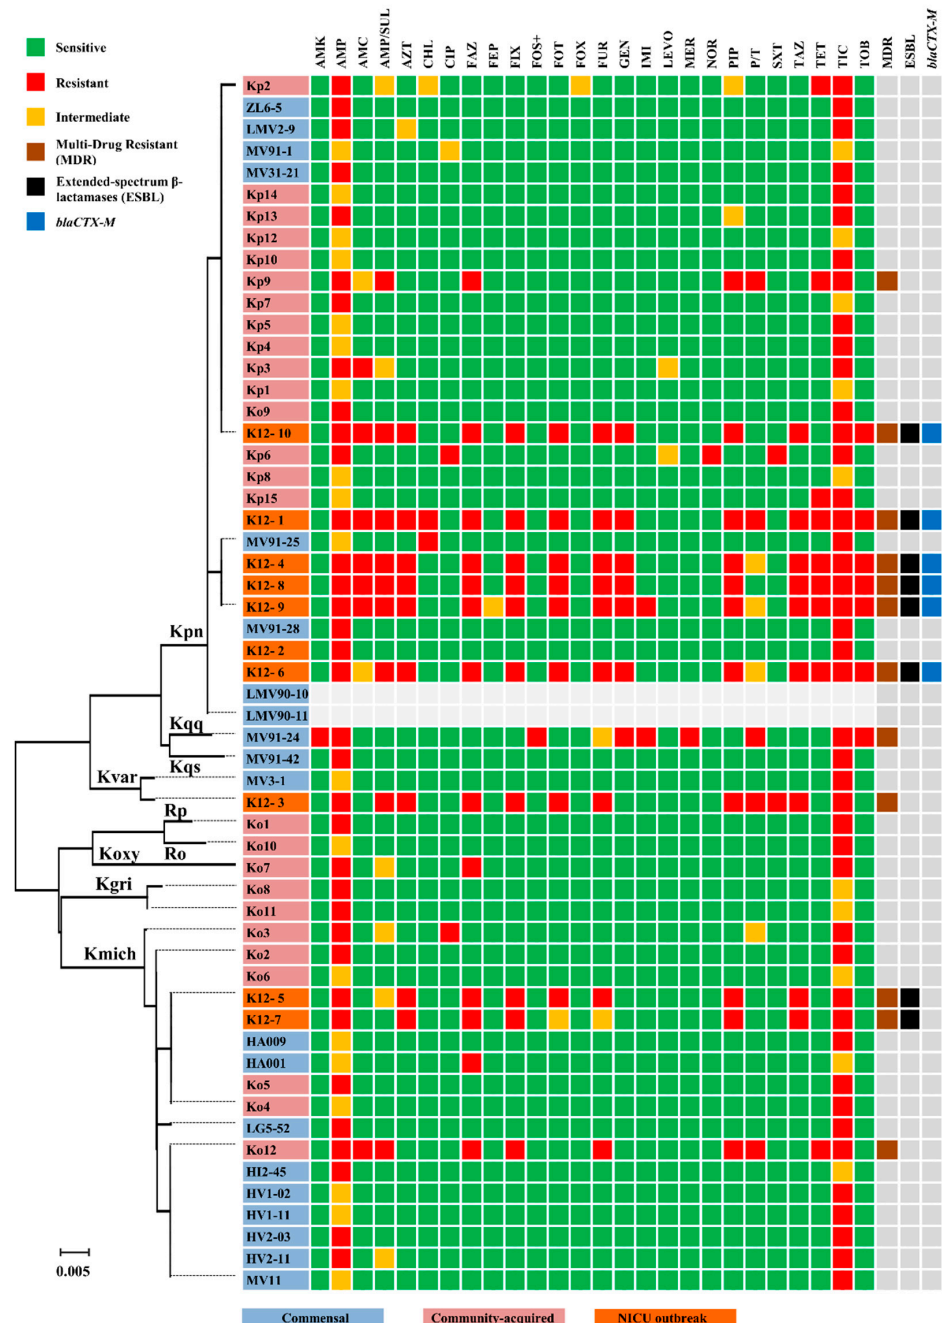 Sensitive
Resistant
Intermediate
Multi-Drug Resistant
(MDR)
Extended-spectrum β-
lactamases (ESBL)
blaCTX-M
AMK
AMP
AMC
AMP/SUL
AZT
CHL
CIP
FAZ
FEP
FIX
FOS+
FOT
FOX
FUR
GEN
IMI
LEVO
MER
NOR
PIP
P/T
SXT
TAZ
TET
TIC
TOB
MDR
ESBL
blaCTX-M
Kp2
ZL6-5
LMV2-9
MV91-1
MV31-21
Kp14
Kp13
Kp12
Kp10
Kp9
Kp7
Kp5
Kp4
Kp3
Kp1
Ko9
K12- 10
Kp6
Kp8
Kp15
K12- 1
MV91-25
K12- 4
K12- 8
K12- 9
MV91-28
K12- 2
K12- 6
LMV90-10
LMV90-11
MV91-24
MV91-42
MV3-1
K12- 3
Ko1
Ko10
Ko7
Ko8
Ko11
Ko3
Ko2
Ko6
K12- 5
K12-7
HA009
HA001
Ko5
Ko4
LG5-52
Ko12
HI2-45
HV1-02
HV1-11
HV2-03
HV2-11
MV11
Kpn
Kqq
Kqs
Kvar
Rp
Koxy
Ro
Kgri
Kmich
0.005
Commensal
Community-acquired
NICU outbreak